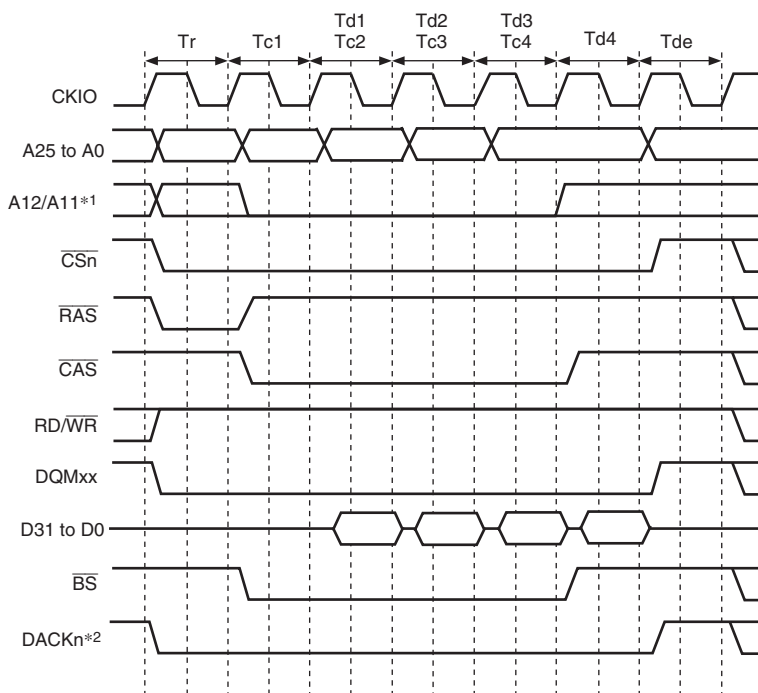 Td1 Td2 Td3
Tr Tc1 Tc2 Tc3 Tc4 Td4 Tde
CKIO
A25 to A0
A12/A11*1
CSn
RAS
CAS
RD/WR
DQMxx
D31 to D0
BS
DACKn*2